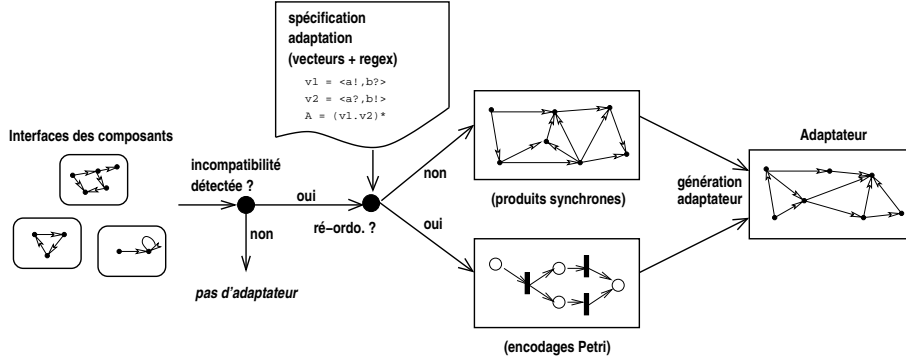 spécification
adaptation
(vecteurs + regex)
v1 = <a!,b?>
v2 = <a?,b!>
A = (v1.v2)*
Interfaces des composants
incompatibilité
détectée ?
oui
non
pas d'adaptateur
ré-ordo. ?
non
oui
(produits synchrones)
(encodages Petri)
génération
adaptateur
Adaptateur